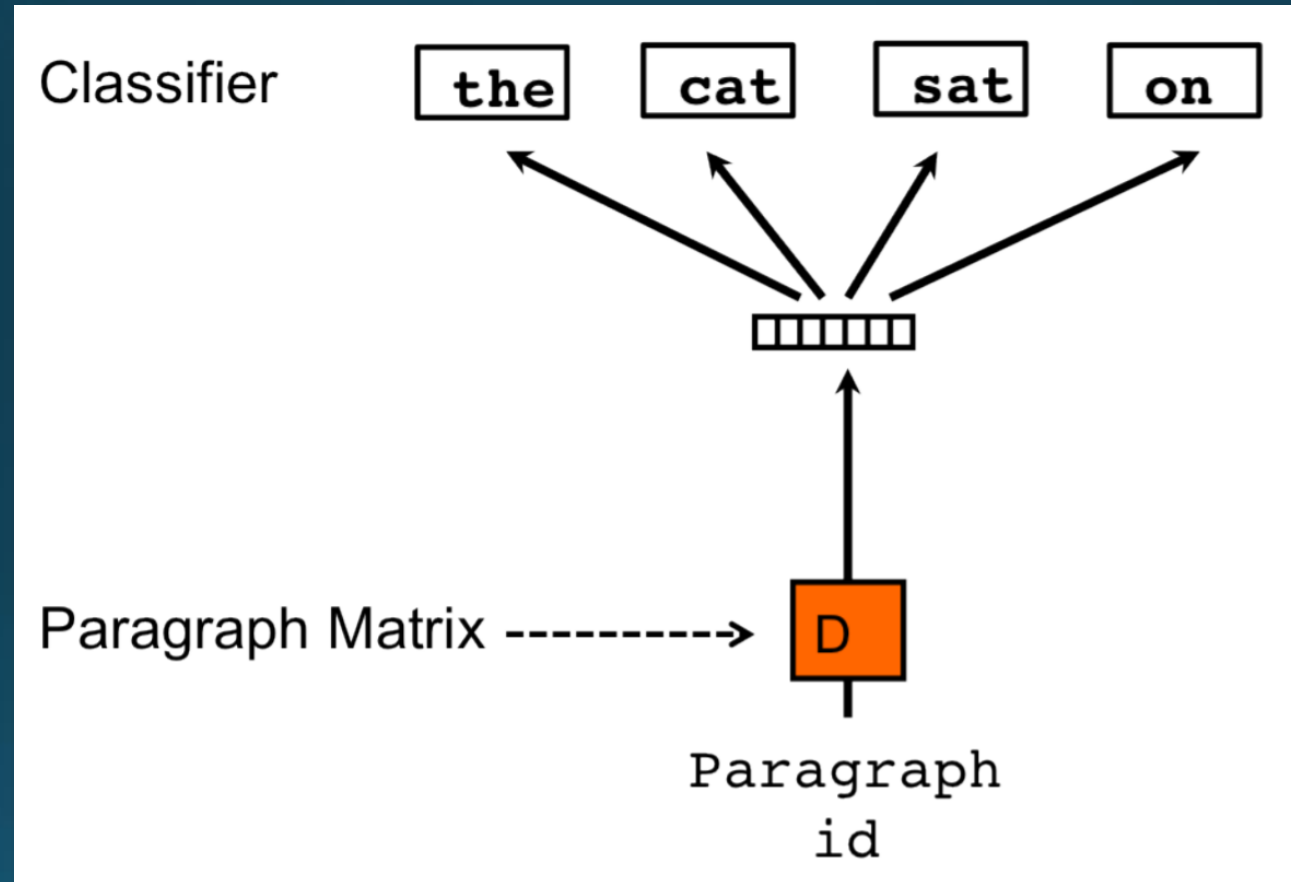 Classifier
the cat sat on
Paragraph Matrix
D
Paragraph
id